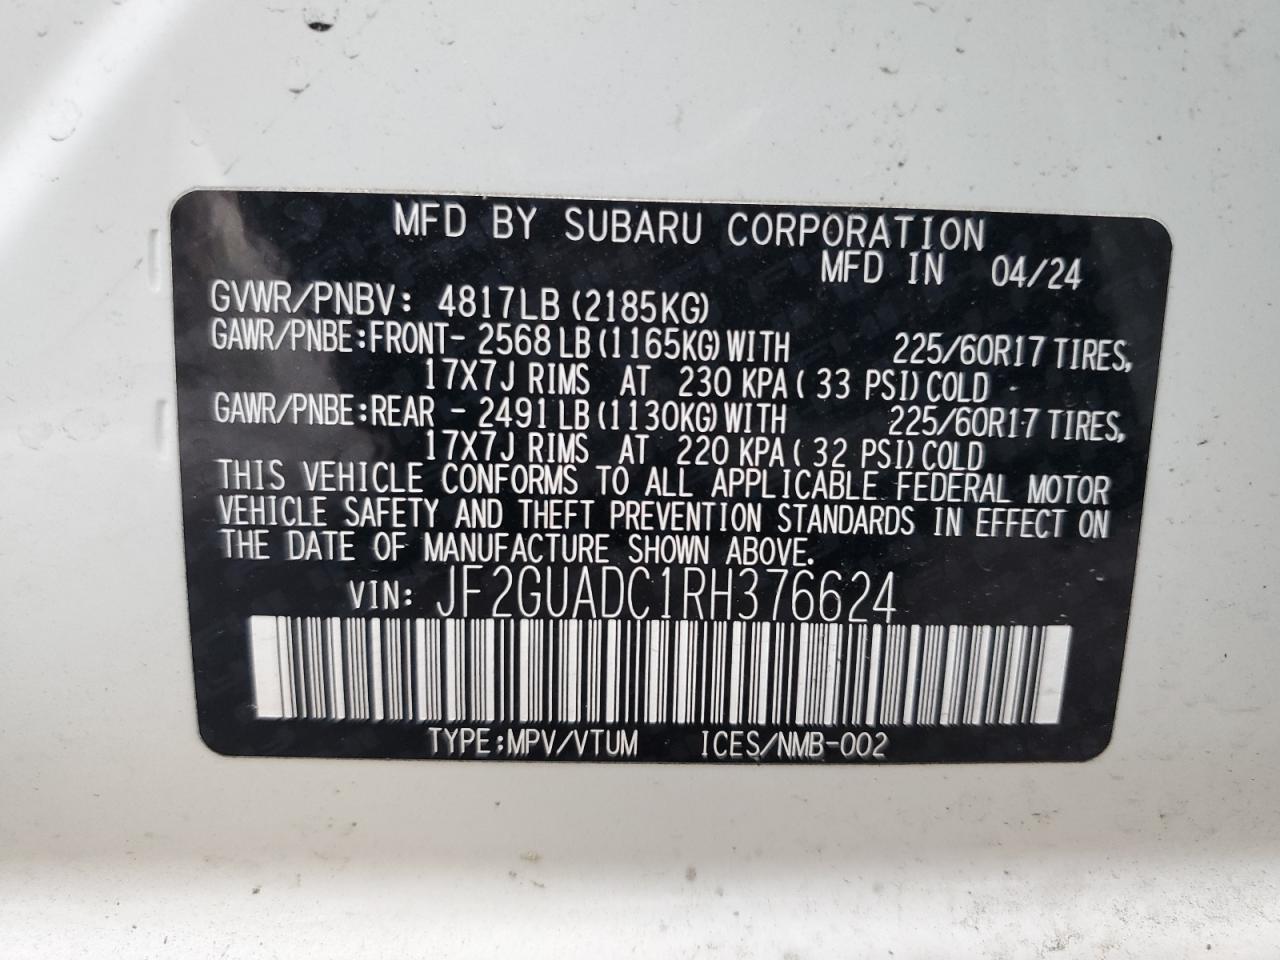 MFD BY SUBARU CORPORATION
MFD IN 04/24
GVWR/PNBV: 4817LB (2185KG)
GAWR/PNBE:FRONT- 2568 LB (1165KG) WITH 225/60R17 TIRES,
17X7J RIMS AT 230 KPA ( 33 PSI) COLD
GAWR/PNBE:REAR - 2491 LB (1130KG) WITH 225/60R17 TIRES,
17X7J RIMS AT 220 KPA ( 32 PSI) COLD
THIS VEHICLE CONFORMS TO ALL APPLICABLE FEDERAL MOTOR
VEHICLE SAFETY AND THEFT PREVENTION STANDARDS IN EFFECT ON
THE DATE OF MANUFACTURE SHOWN ABOVE.
VIN: JF2GUADC1RH376624
TYPE:MPV/VTUM ICES/NMB-002